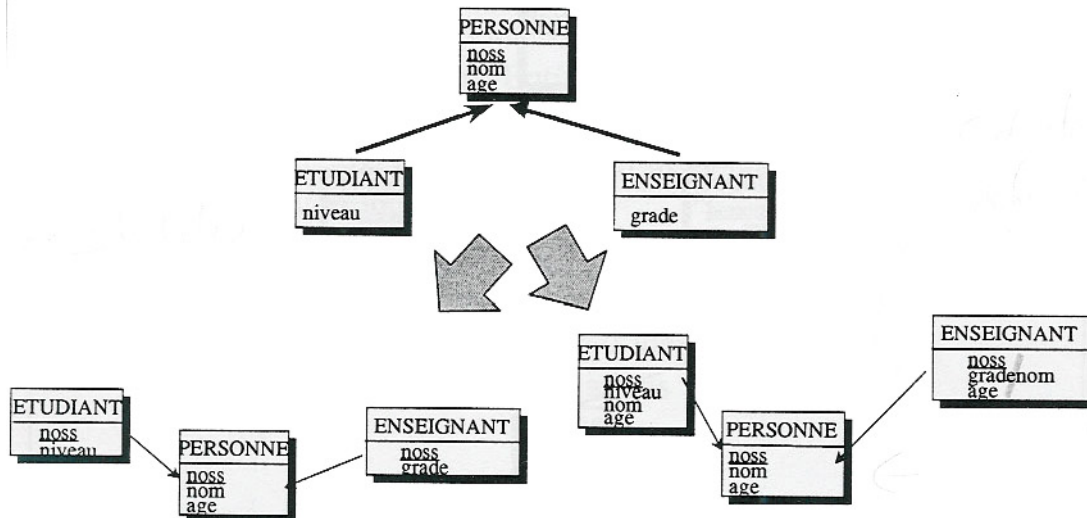 PERSONNE
noss
nom
age
ETUDIANT
niveau
ENSEIGNANT
grade
ETUDIANT
noss
niveau
PERSONNE
noss
nom
age
ENSEIGNANT
noss
grade
ETUDIANT
noss
niveau
nom
age
PERSONNE
noss
nom
age
ENSEIGNANT
noss
gradenom
age